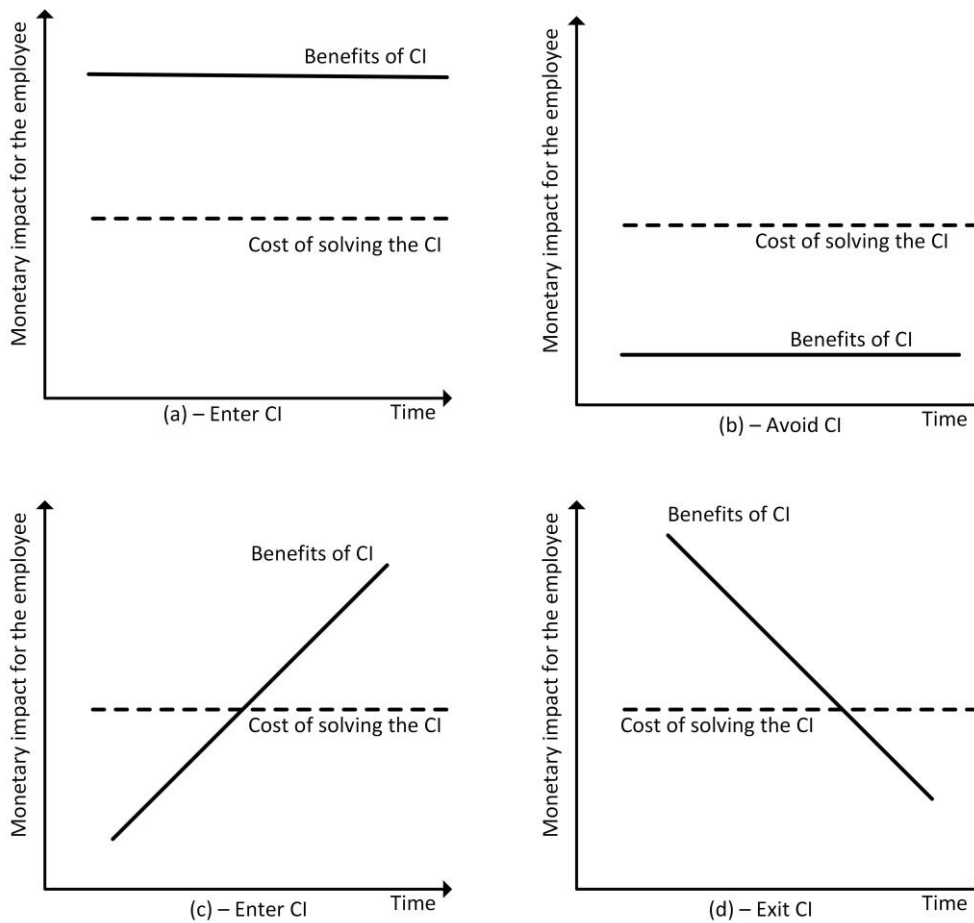 Monetary impact for the employee
Benefits of CI
Cost of solving the CI
(a) – Enter CI
Time
Monetary impact for the employee
Cost of solving the CI
Benefits of CI
(b) – Avoid CI
Time
Monetary impact for the employee
Benefits of CI
Cost of solving the CI
(c) – Enter CI
Time
Monetary impact for the employee
Benefits of CI
Cost of solving the CI
(d) – Exit CI
Time